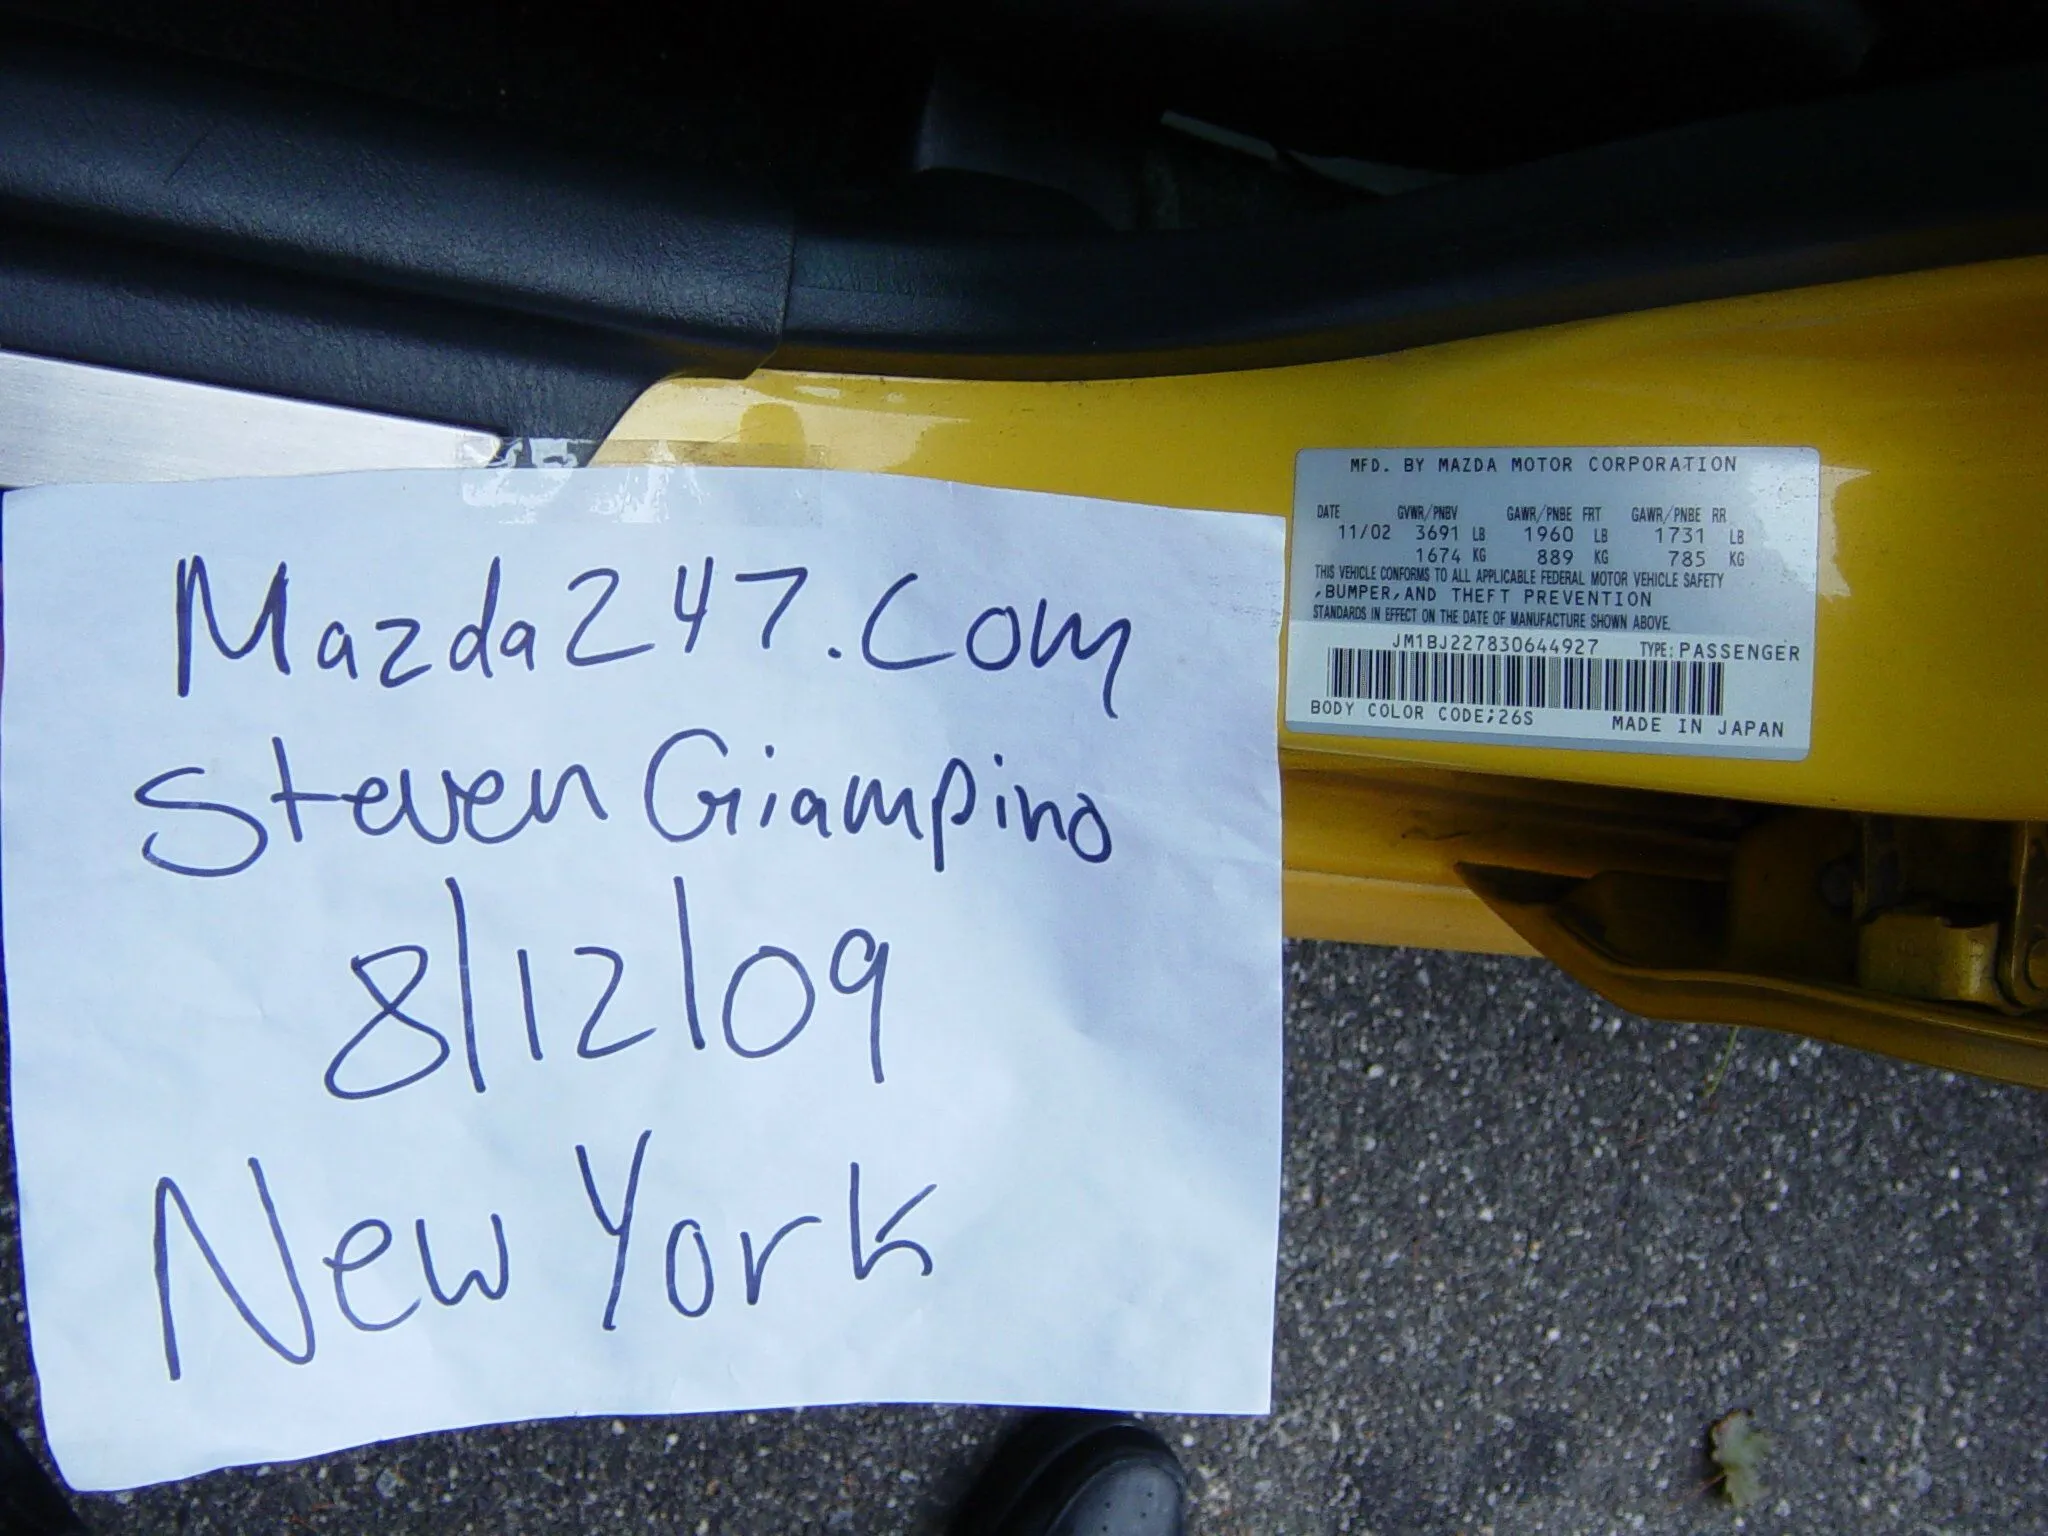 Mazda247.Com
Steven Giampino
8/12/09
New York
MFD. BY MAZDA MOTOR CORPORATION
DATE GVWR/PNBV GAWR/PNBE FRT GAWR/PNBE RR
11/02 3691 LB 1960 LB 1731 LB
1674 KG 889 KG 785 KG
THIS VEHICLE CONFORMS TO ALL APPLICABLE FEDERAL MOTOR VEHICLE SAFETY
,BUMPER,AND THEFT PREVENTION
STANDARDS IN EFFECT ON THE DATE OF MANUFACTURE SHOWN ABOVE.
JM1BJ227830644927 TYPE:PASSENGER
BODY COLOR CODE;26S MADE IN JAPAN